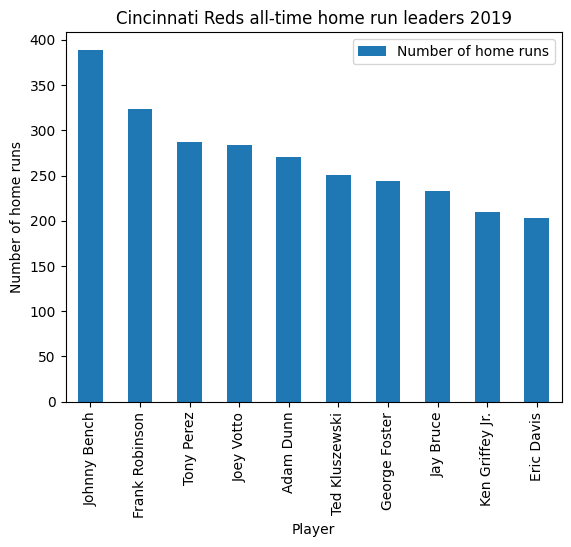 Cincinnati Reds all-time home run leaders 2019
Number of home runs
400
350
300
250
200
150
100
50
0
Number of home runs
Johnny Bench
Frank Robinson
Tony Perez
Joey Votto
Adam Dunn
Ted Kluszewski
George Foster
Jay Bruce
Ken Griffey Jr.
Eric Davis
Player